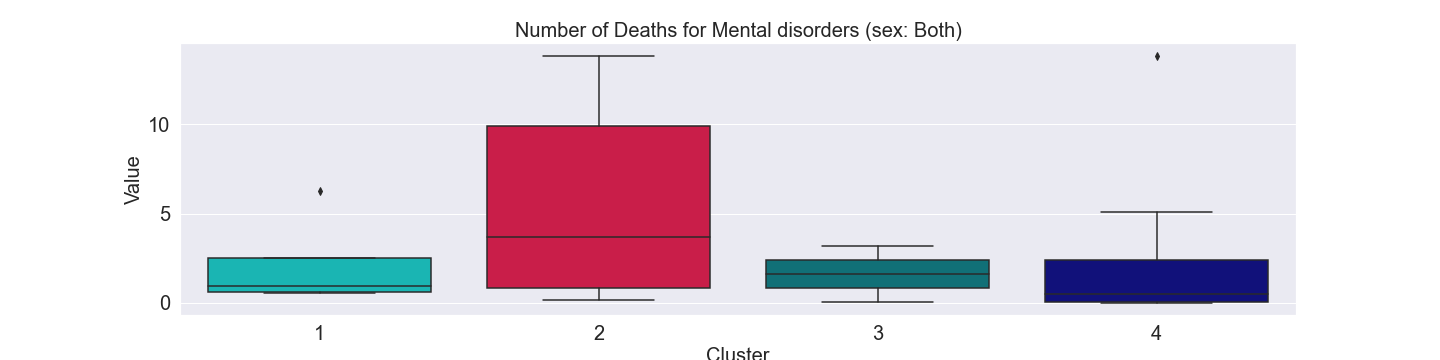 Number of Deaths for Mental disorders (sex: Both)
Value
10
5
0
1 2 3 4
Cluster